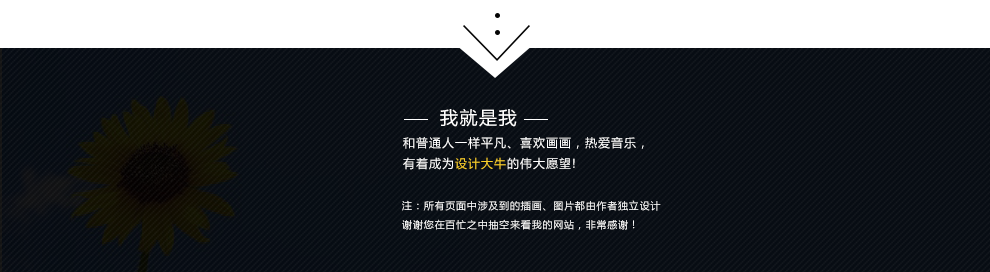 — 我就是我 —
和普通人一样平凡、喜欢画画，热爱音乐，
有着成为设计大牛的伟大愿望!
注：所有页面中涉及到的插画、图片都由作者独立设计
谢谢您在百忙之中抽空来看我的网站，非常感谢！